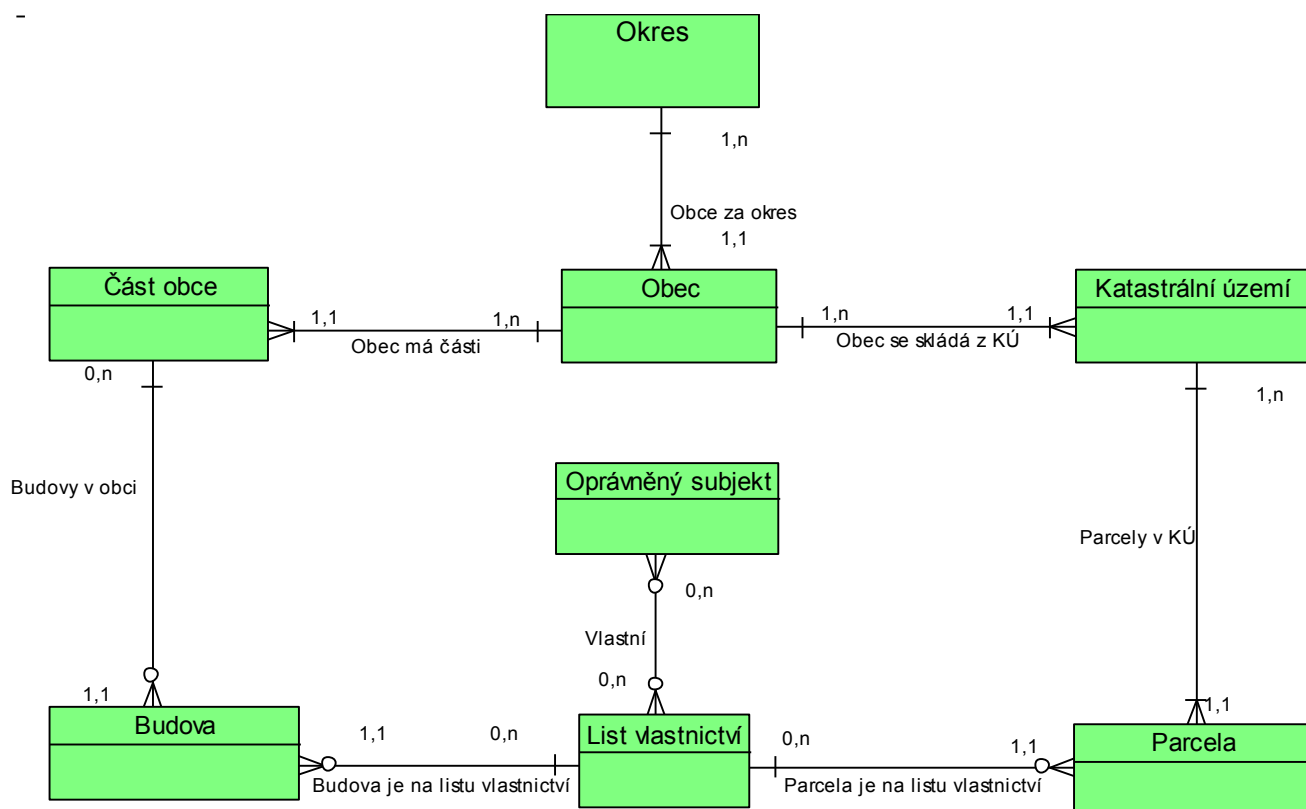 Okres
1,n
Obce za okres
1,1
Část obce
Obec
Katastrální území
1,1
1,n
Obec má části
1,n
1,1
Obec se skládá z KÚ
0,n
1,n
Budovy v obci
Oprávněný subjekt
Parcely v KÚ
0,n
Vlastní
0,n
1,1
1,1
Budova
List vlastnictví
Parcela
1,1
0,n
Budova je na listu vlastnictví
0,n
1,1
Parcela je na listu vlastnictví